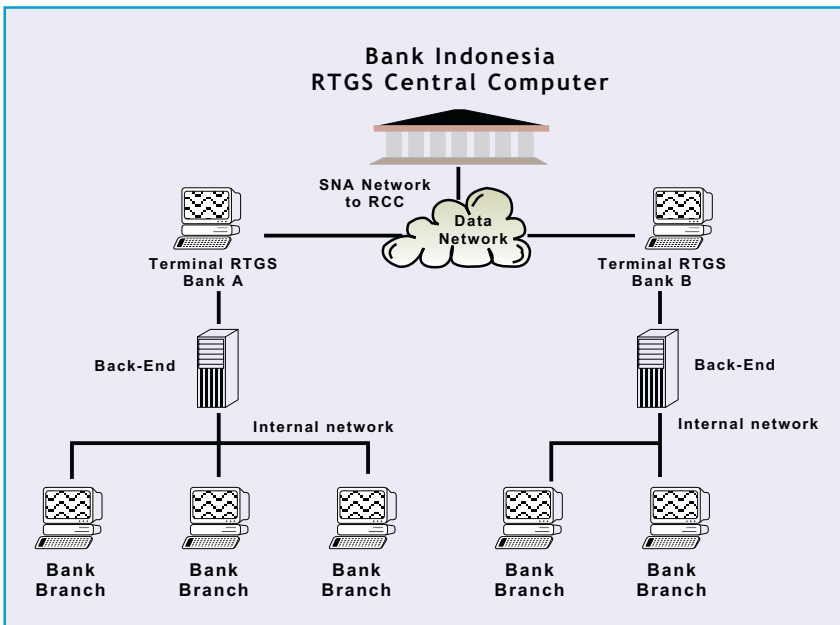 Bank Indonesia
RTGS Central Computer
SNA Network
to RCC
Data
Network
Terminal RTGS
Bank A
Terminal RTGS
Bank B
Back-End
Back-End
Internal network
Internal network
Bank
Branch
Bank
Branch
Bank
Branch
Bank
Branch
Bank
Branch